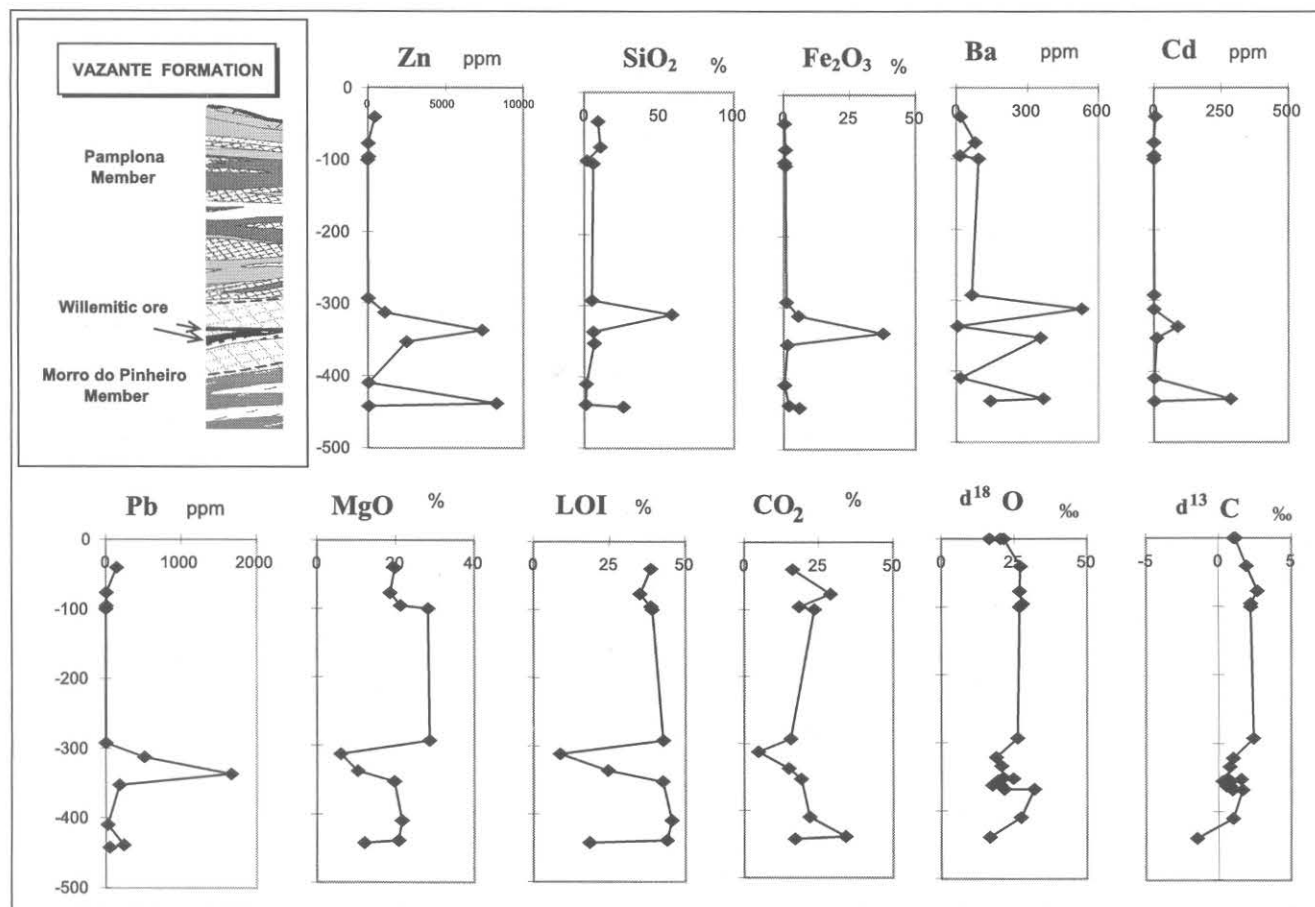 VAZANTE FORMATION
Pamplona
Member
Willemitic ore
Morro do Pinheiro
Member
Zn ppm
0 5000 10000
0
-100
-200
-300
-400
-500
SiO₂ %
0 50 100
Fe₂O₃ %
0 25 50
Ba ppm
0 300 600
Cd ppm
0 250 500
Pb ppm
0 1000 2000
0
-100
-200
-300
-400
-500
MgO %
0 20 40
LOI %
0 25 50
CO₂ %
0 25 50
d¹⁸ O ‰
0 25 50
d¹³ C ‰
-5 0 5